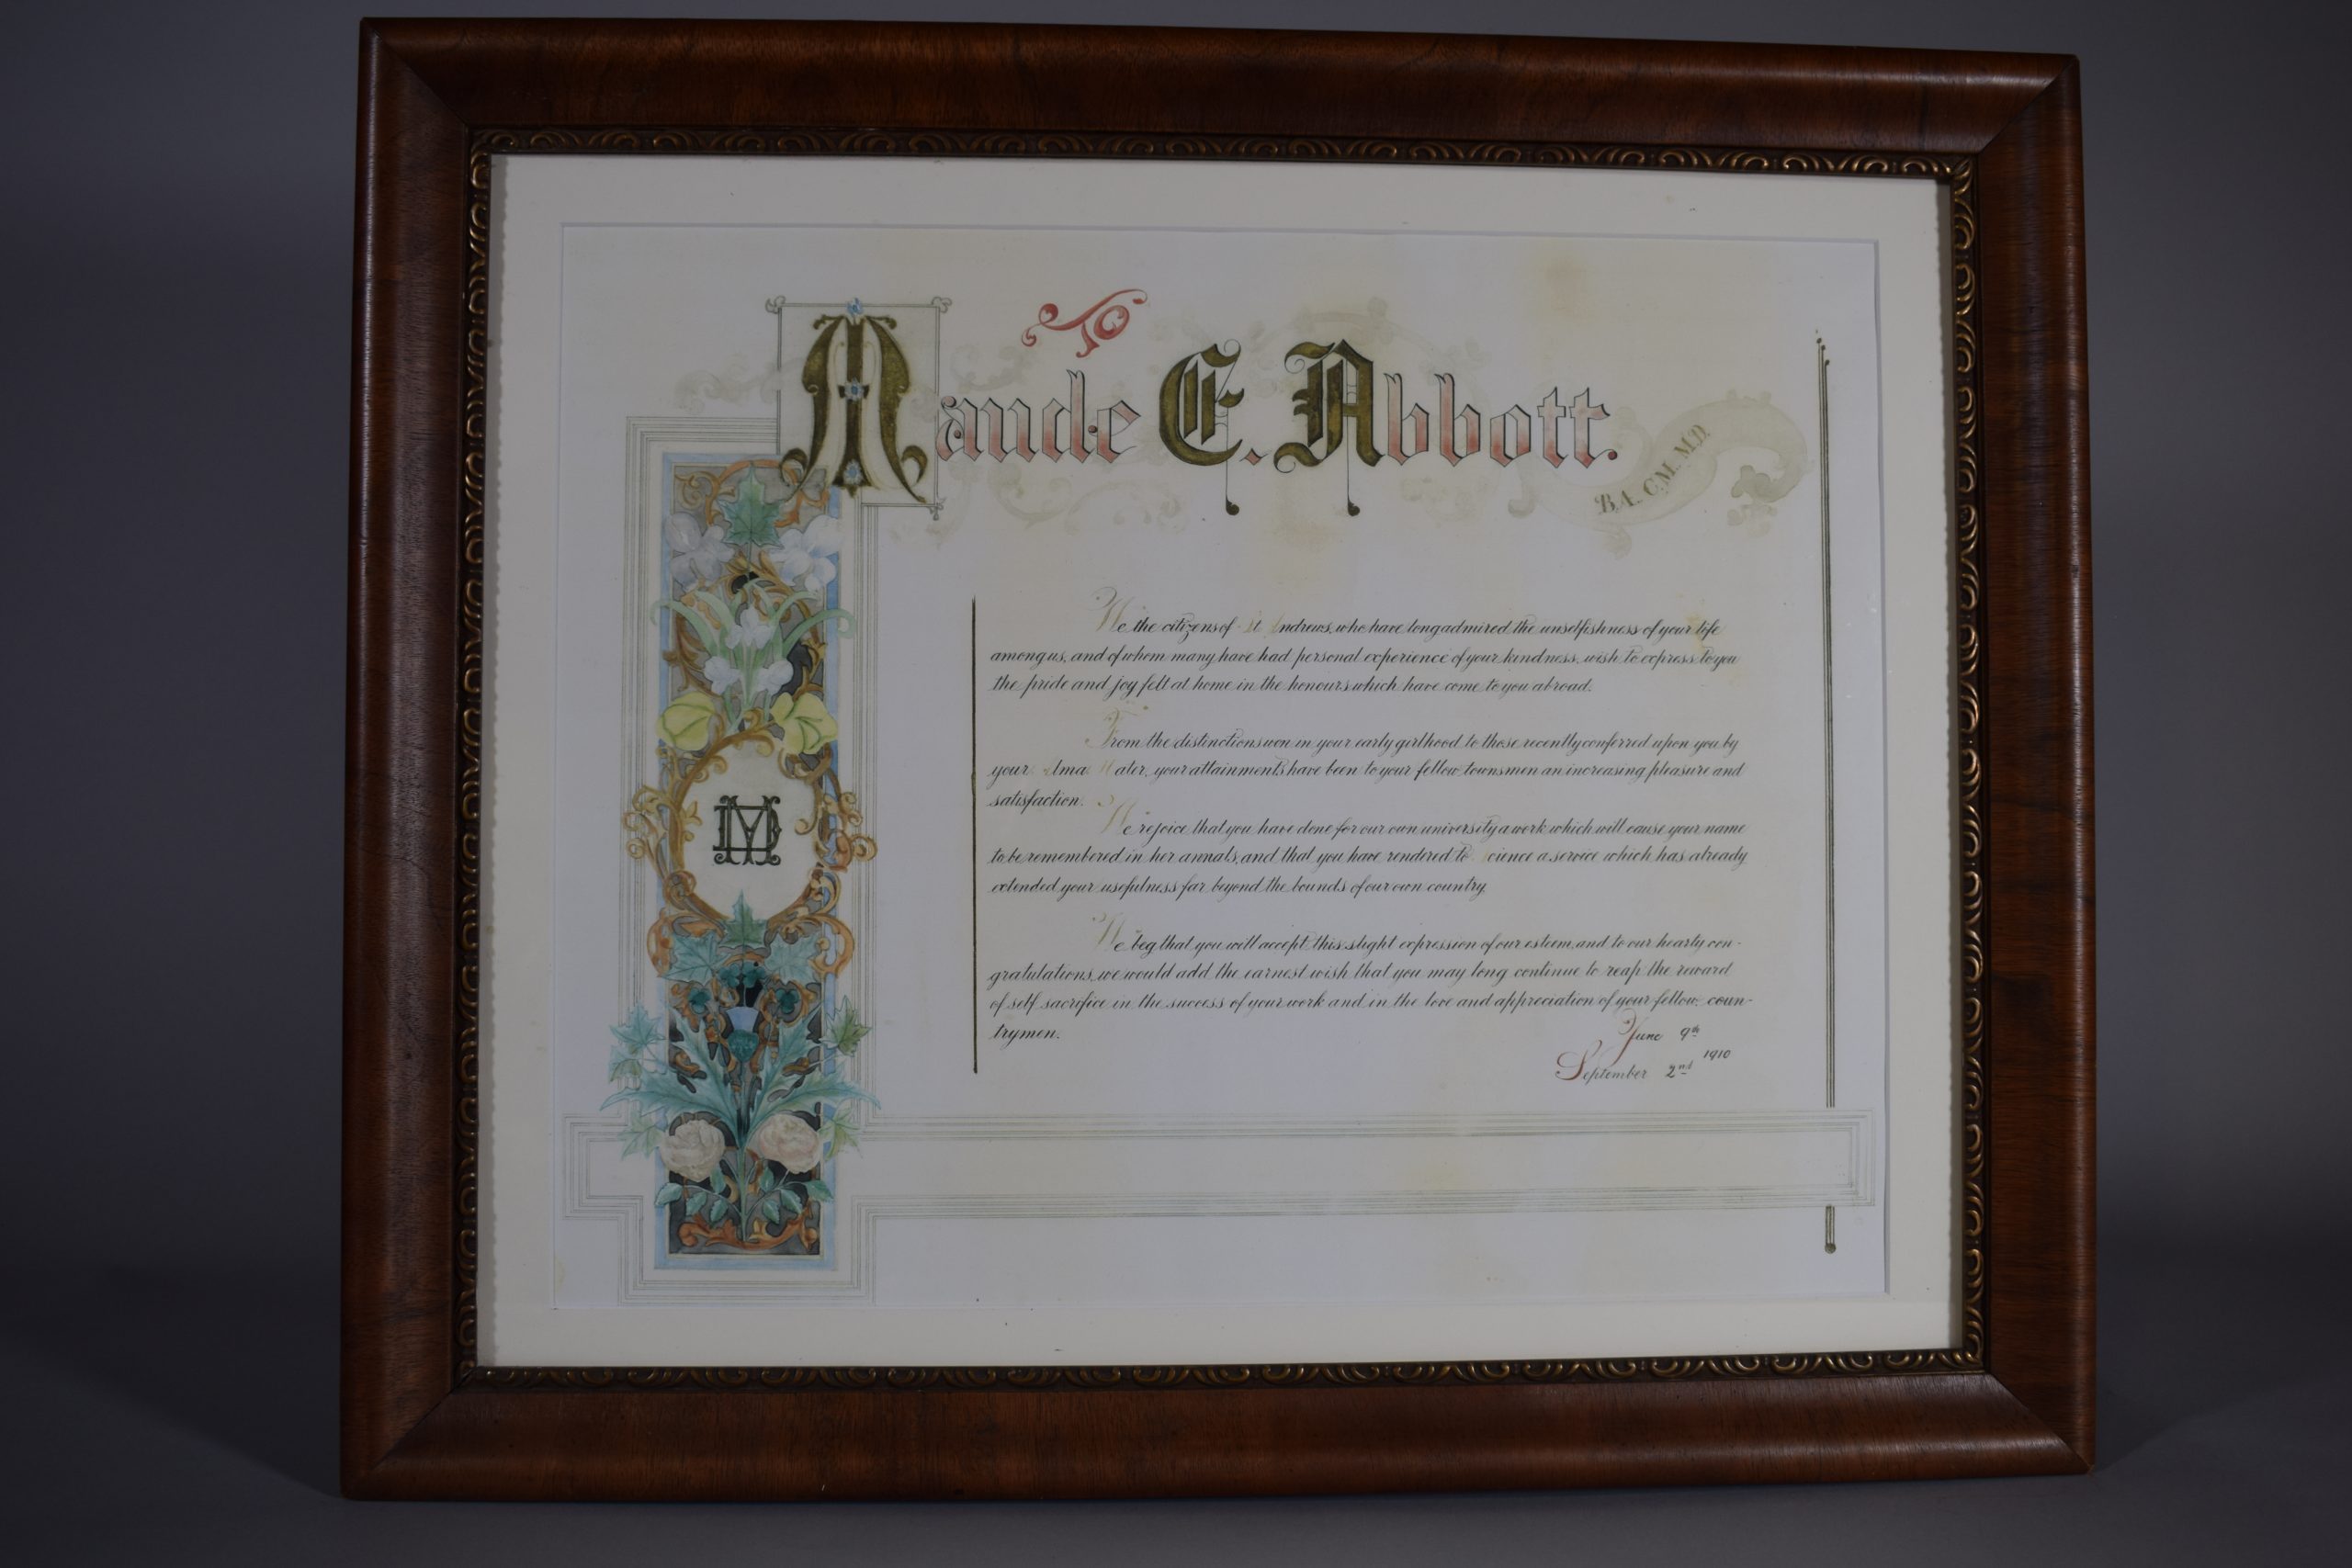 To
Maude E. Abbott.
B.A. C.M. M.D.
We the citizens of St Andrews, who have long admired the unselfishness of your life
among us, and of whom many have had personal experience of your kindness, wish to express to you
the pride and joy felt at home in the honours which have come to you abroad.
From the distinctions won in your early girlhood to those recently conferred upon you by
your Alma Mater, your attainments have been to your fellow townsmen an increasing pleasure and
satisfaction.
We rejoice that you have done for our own university a work which will cause your name
to be remembered in her annals, and that you have rendered to Science a service which has already
extended your usefulness far beyond the bounds of our own country.
We beg that you will accept this slight expression of our esteem, and to our hearty con-
gratulations, we would add the earnest wish that you may long continue to reap the reward
of self sacrifice in the success of your work and in the love and appreciation of your fellow coun-
trymen.
June 9th
1910
September 2nd
MD